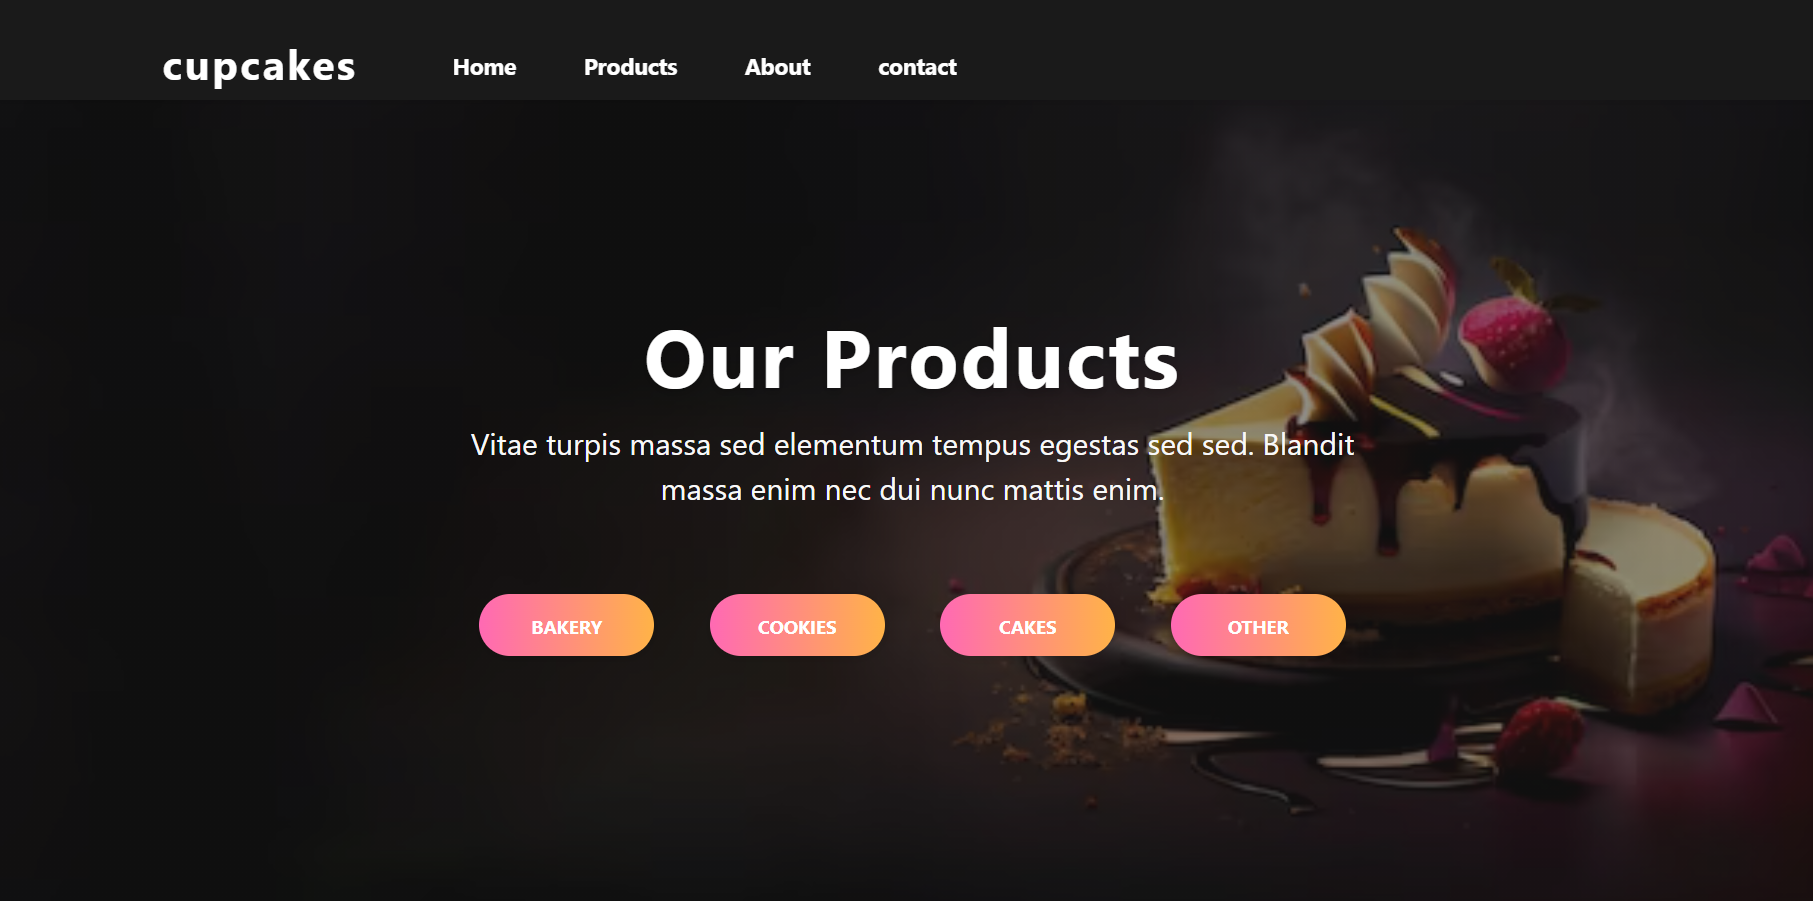 cupcakes Home Products About contact
Our Products
Vitae turpis massa sed elementum tempus egestas sed sed. Blandit
massa enim nec dui nunc mattis enim.
BAKERY COOKIES CAKES OTHER